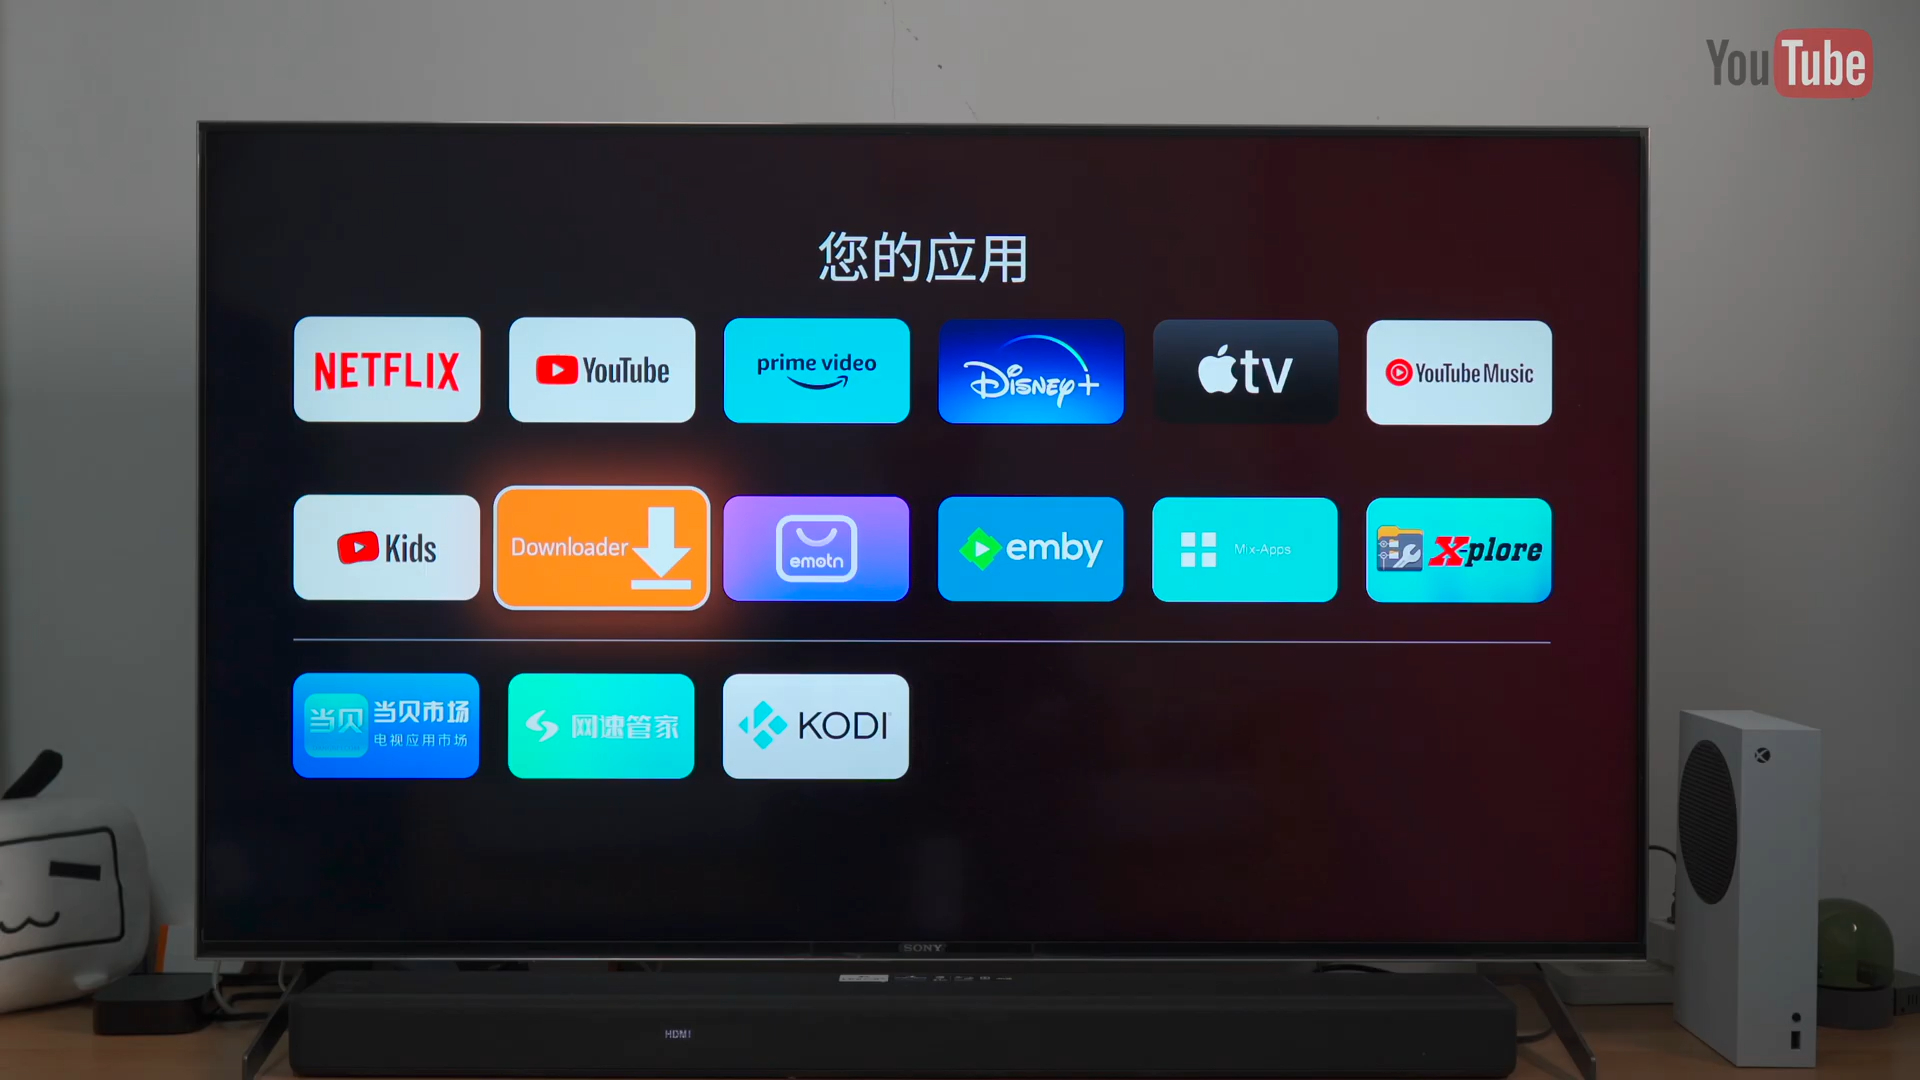 YouTube
您的应用
NETFLIX
YouTube
prime video
Disney+
tv
YouTube Music
Kids
Downloader
emotn
emby
Mix-Apps
X-plore
当贝
当贝市场
电视应用市场
网速管家
KODI
SONY
HDMI